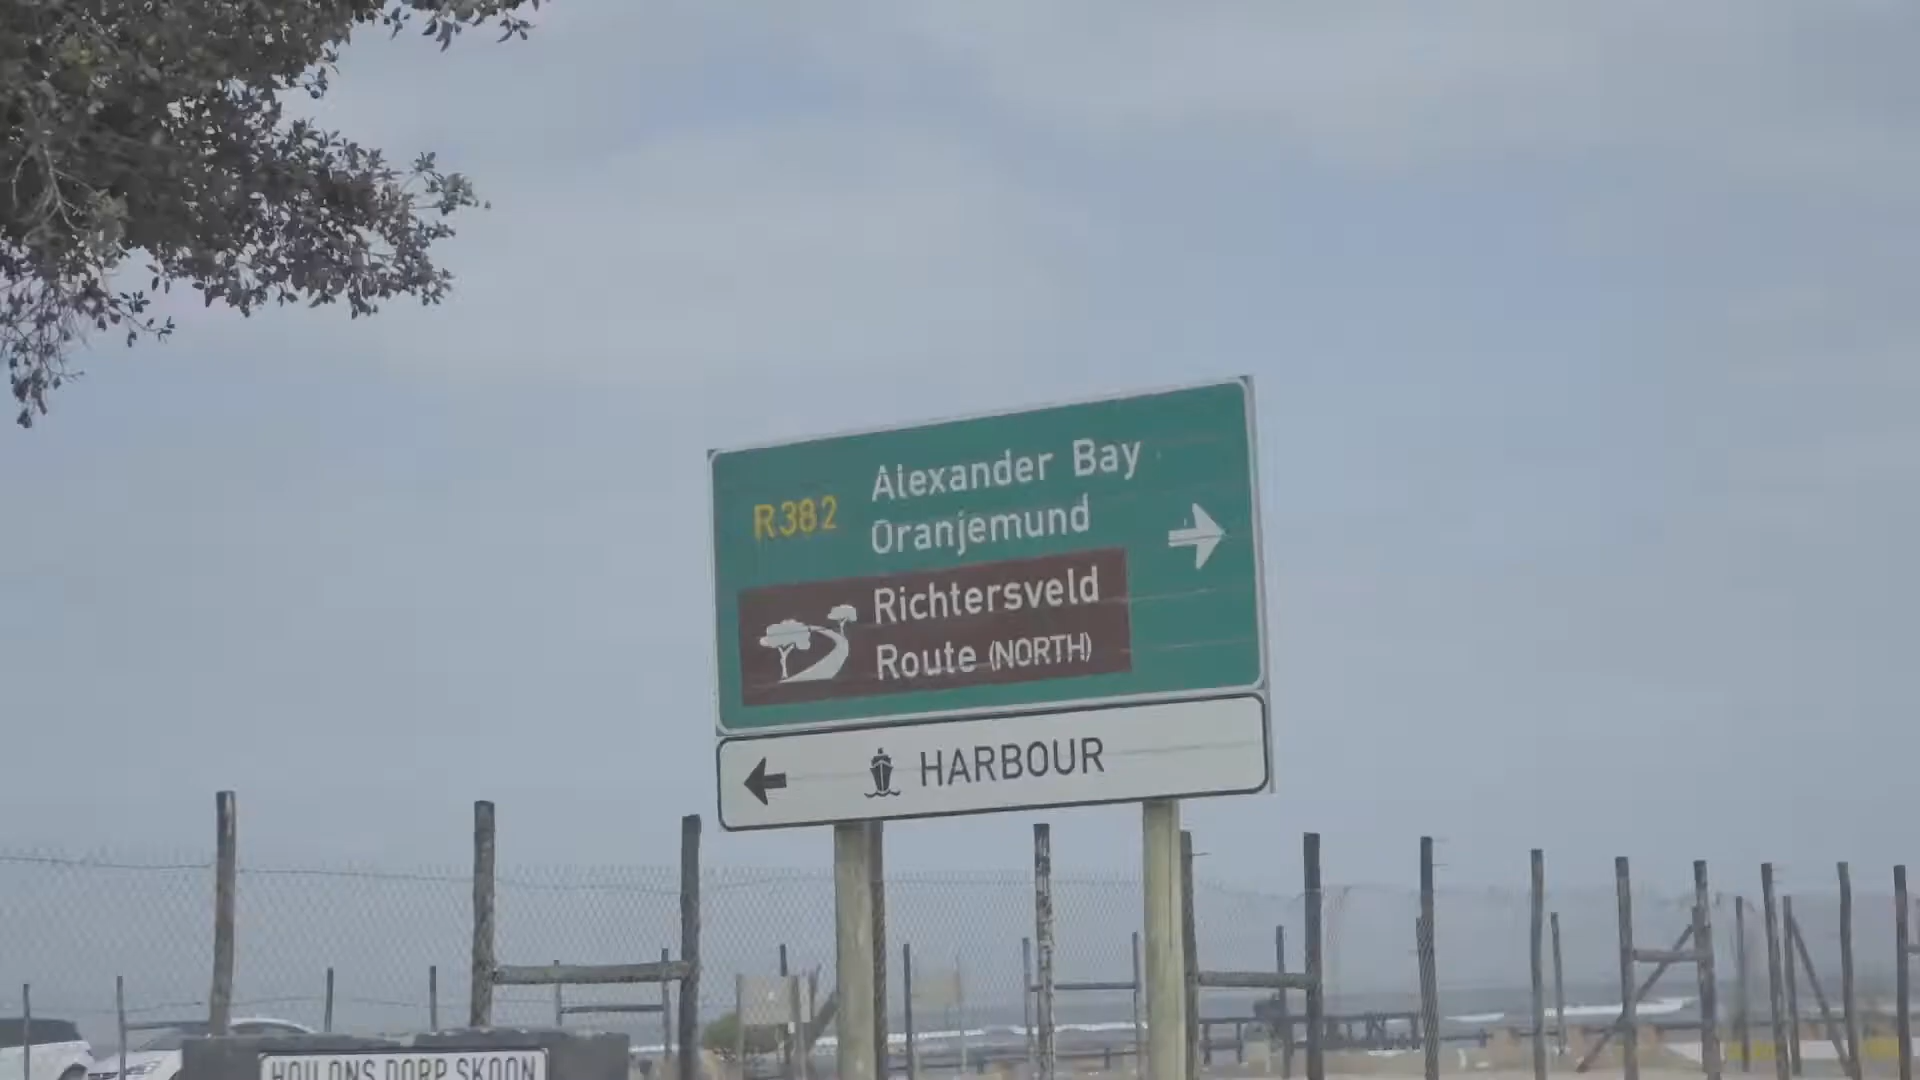 R382
Alexander Bay
Oranjemund
Richtersveld
Route (NORTH)
HARBOUR
HOU ONS DORP SKOON